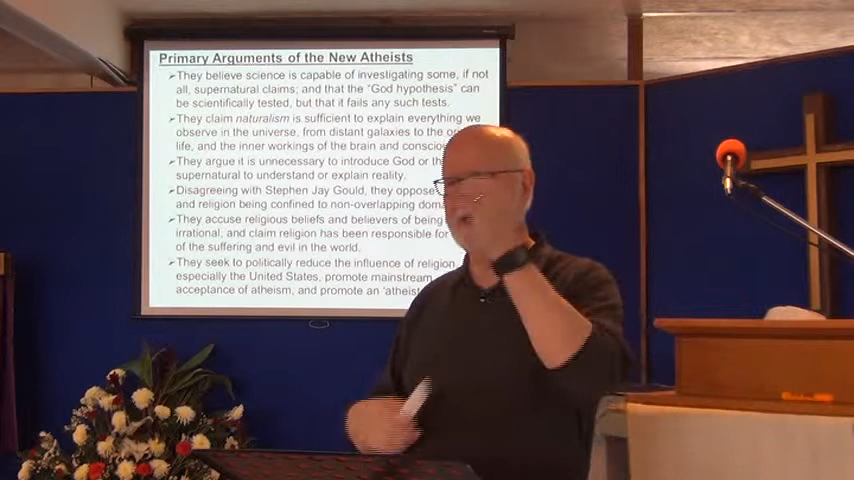 Primary Arguments of the New Atheists
➢They believe science is capable of investigating some, if not
all, supernatural claims; and that the "God hypothesis" can
be scientifically tested, but that it fails any such tests.
➢They claim naturalism is sufficient to explain everything we
observe in the universe, from distant galaxies to the
life, and the inner workings of the brain and
➢They argue it is unnecessary to introduce God or
supernatural to understand or explain reality.
➢Disagreeing with Stephen Jay Gould, they oppose
and religion being confined to non-overlapping
➢They accuse religious beliefs and believers of being
irrational, and claim religion has been responsible for
of the suffering and evil in the world.
➢They seek to politically reduce the influence of religion
especially the United States, promote mainstream
acceptance of atheism, and promote an